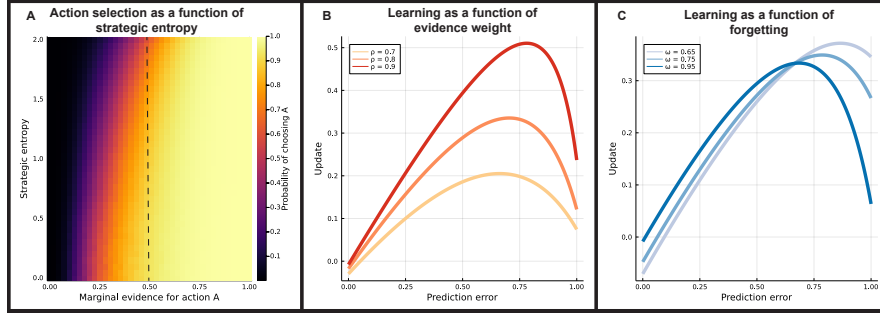 A
Action selection as a function of
strategic entropy
2.0
1.5
1.0
0.5
0.0
Strategic entropy
0.00
0.25
0.50
0.75
1.00
Marginal evidence for action A
1.0
0.9
0.8
0.7
0.6
0.5
0.4
0.3
0.2
0.1
Probability of choosing A
B
Learning as a function of
evidence weight
ρ = 0.7
ρ = 0.8
ρ = 0.9
0.5
0.4
0.3
0.2
0.1
0.0
Update
0.00
0.25
0.50
0.75
1.00
Prediction error
C
Learning as a function of
forgetting
ω = 0.65
ω = 0.75
ω = 0.95
0.3
0.2
0.1
0.0
Update
0.00
0.25
0.50
0.75
1.00
Prediction error